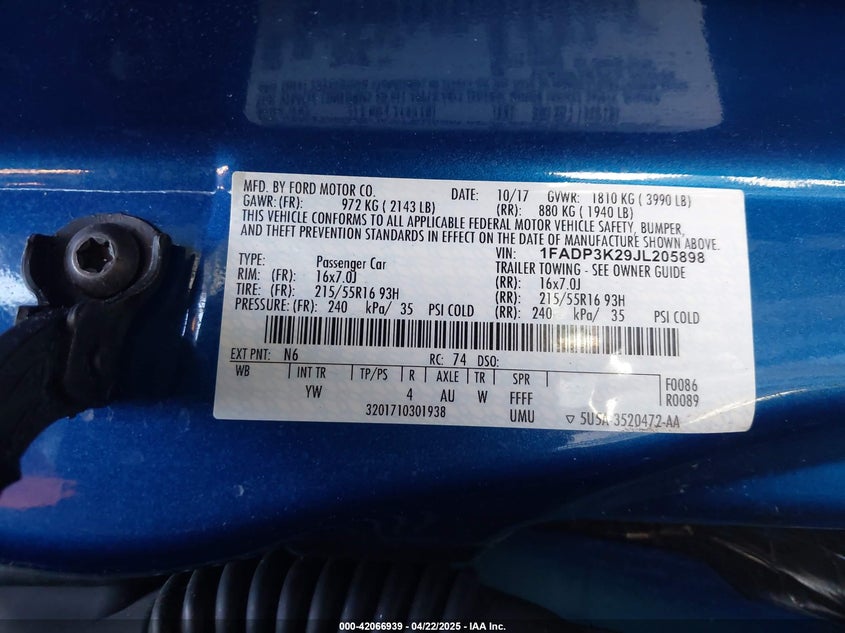 MFD. BY FORD MOTOR CO. DATE: 10/17 GVWR: 1810 KG ( 3990 LB)
GAWR: (FR): 972 KG ( 2143 LB) (RR): 880 KG ( 1940 LB)
THIS VEHICLE CONFORMS TO ALL APPLICABLE FEDERAL MOTOR VEHICLE SAFETY, BUMPER,
AND THEFT PREVENTION STANDARDS IN EFFECT ON THE DATE OF MANUFACTURE SHOWN ABOVE.
VIN: 1FADP3K29JL205898
TYPE: Passenger Car TRAILER TOWING - SEE OWNER GUIDE
RIM: (FR): 16x7.0J (RR): 16x7.0J
TIRE: (FR): 215/55R16 93H (RR): 215/55R16 93H
PRESSURE: (FR): 240 kPa/ 35 PSI COLD (RR): 240 kPa/ 35 PSI COLD
EXT PNT: N6 RC: 74 DSO:
WB INT TR TP/PS R AXLE TR SPR F0086
YW 4 AU W FFFF R0089
3201710301938 UMU ▽ 5USA-3520472-AA
000-42066939 - 04/22/2025 - IAA Inc.